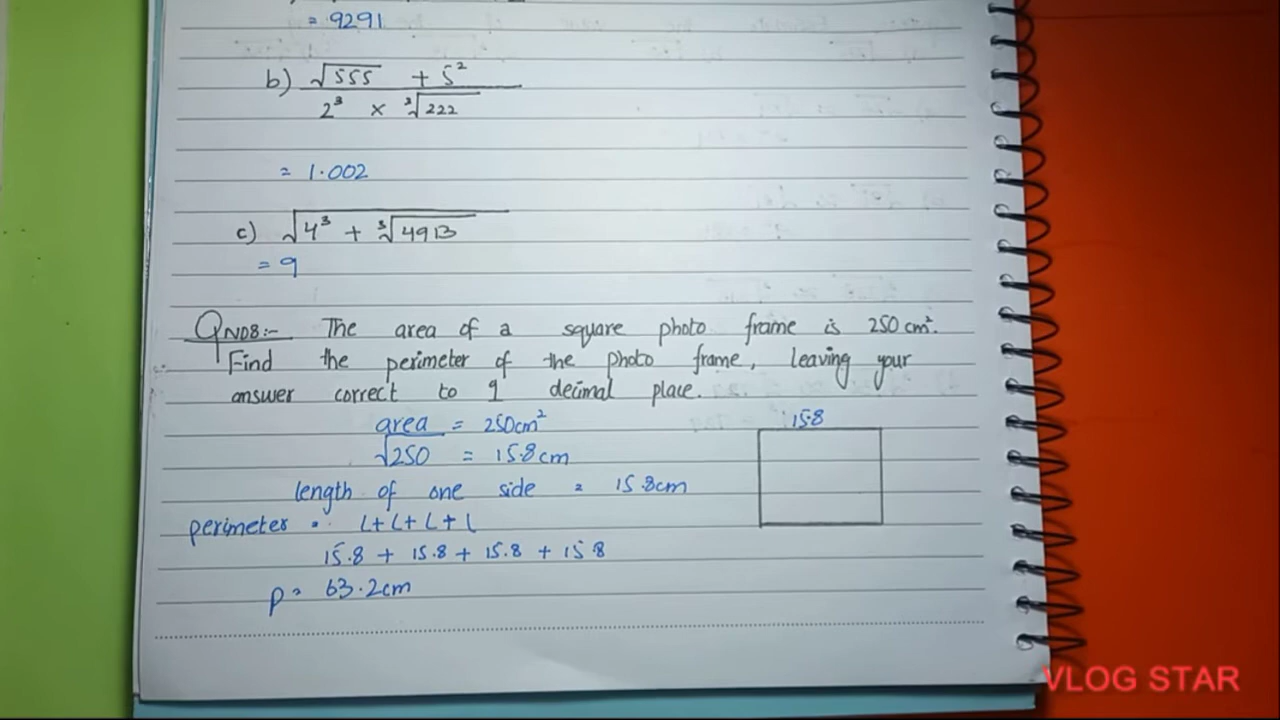 = 9291
b) √555 + 5²
2³ × ³√222
= 1.002
c) √4³ + ³√4913
= 9
QNO8:- The area of a square photo frame is 250 cm².
Find the perimeter of the photo frame, leaving your
answer correct to 1 decimal place.
area = 250cm²
15.8
√250 = 15.8cm
length of one side = 15.8cm
perimeter = L+L+L+L
15.8 + 15.8 + 15.8 + 15.8
P = 63.2cm
VLOG STAR